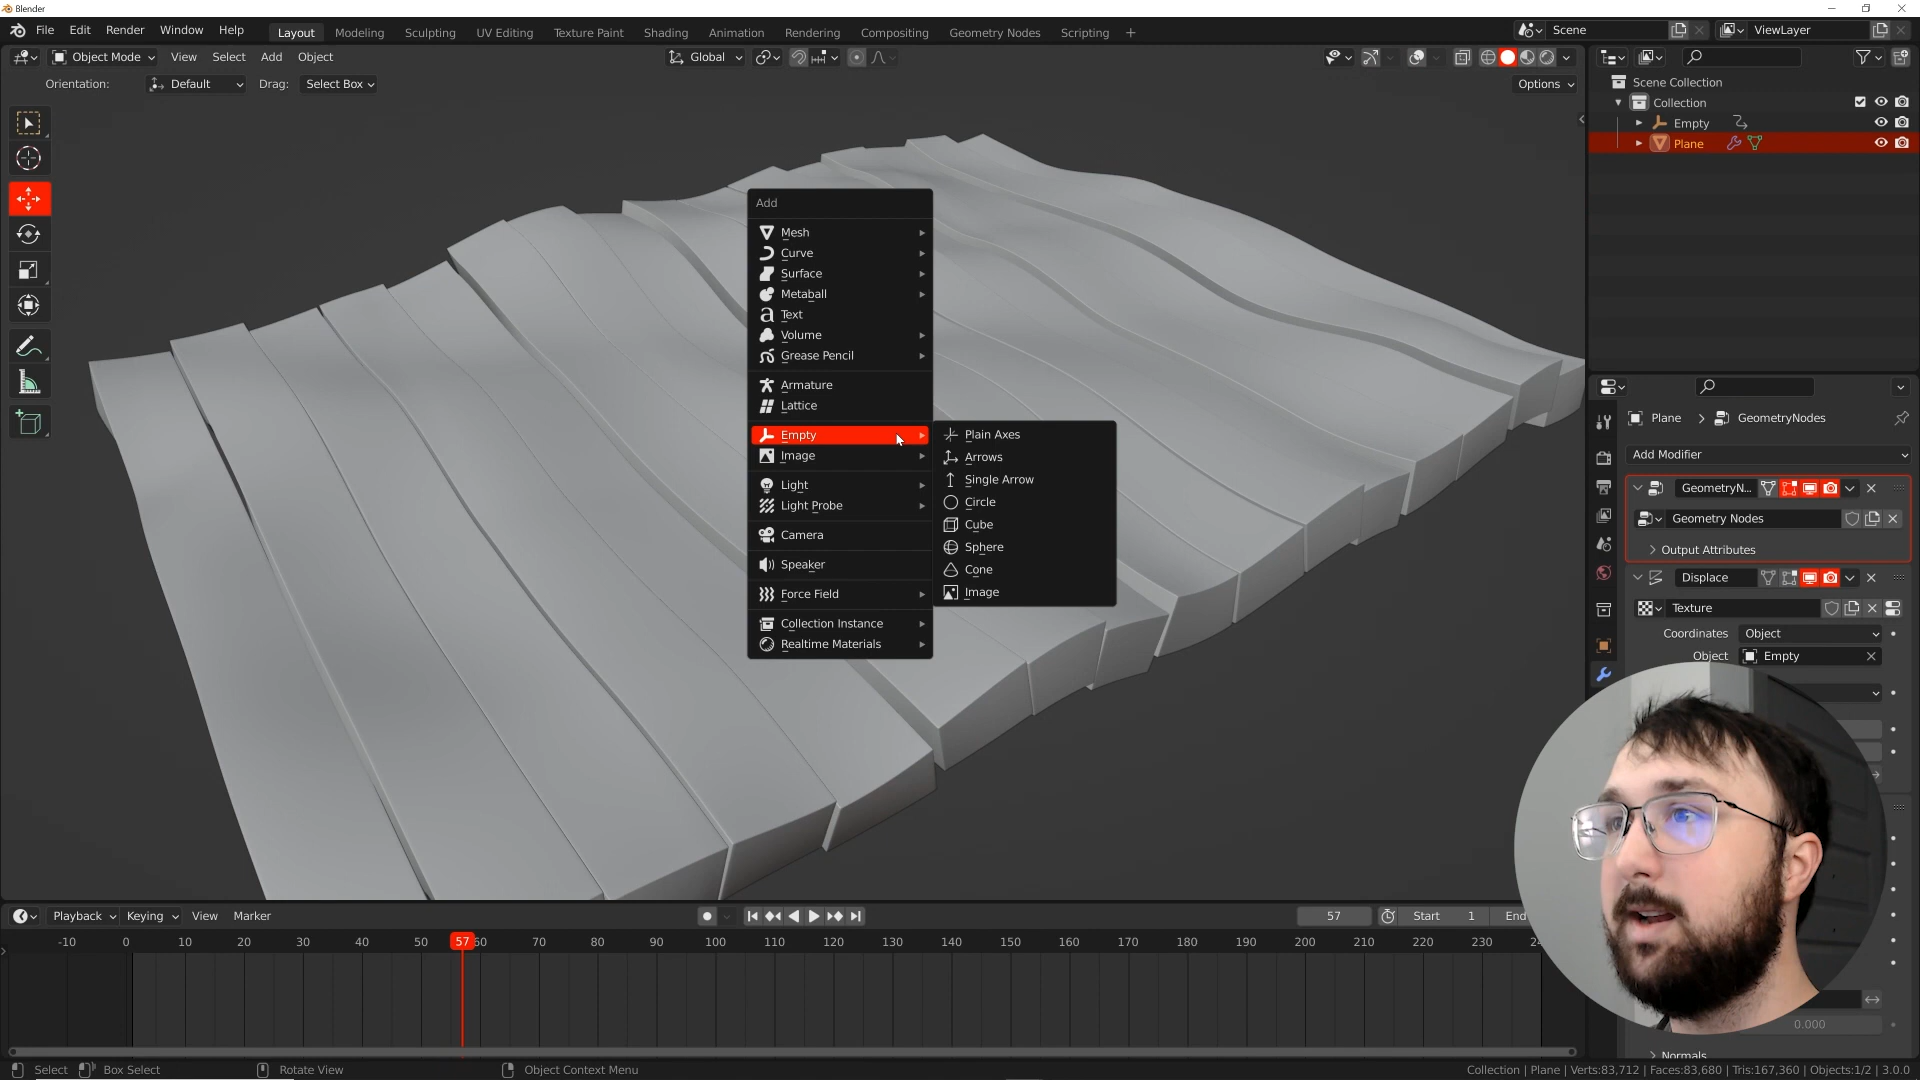 Blender
File Edit Render Window Help Layout Modeling Sculpting UV Editing Texture Paint Shading Animation Rendering Compositing Geometry Nodes Scripting + Scene ViewLayer
Object Mode View Select Add Object Global
Orientation: Default Drag: Select Box Options
Scene Collection
Collection
Empty
Plane
Add
Mesh
Curve
Surface
Metaball
Text
Volume
Grease Pencil
Armature
Lattice
Empty
Image
Light
Light Probe
Camera
Speaker
Force Field
Collection Instance
Realtime Materials
Plain Axes
Arrows
Single Arrow
Circle
Cube
Sphere
Cone
Image
Plane > GeometryNodes
Add Modifier
GeometryN...
Geometry Nodes
Output Attributes
Displace
Texture
Coordinates Object
Object Empty
0.000
Normals
Playback Keying View Marker 57 Start 1 End
-10 0 10 20 30 40 50 57 60 70 80 90 100 110 120 130 140 150 160 170 180 190 200 210 220 230
Select Box Select Rotate View Object Context Menu Collection | Plane | Verts:83,712 | Faces:83,680 | Tris:167,360 | Objects:1/2 | 3.0.0